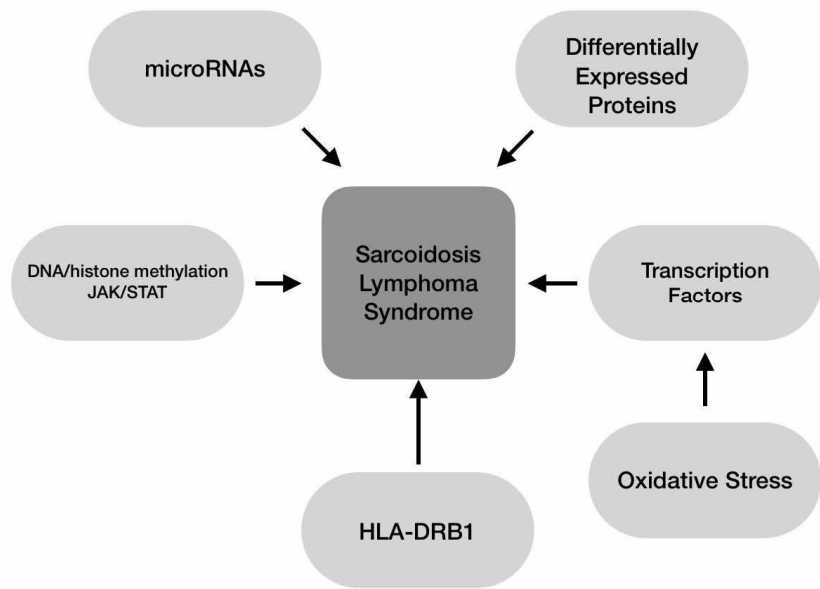 microRNAs
Differentially
Expressed
Proteins
DNA/histone methylation
JAK/STAT
Sarcoidosis
Lymphoma
Syndrome
Transcription
Factors
HLA-DRB1
Oxidative Stress